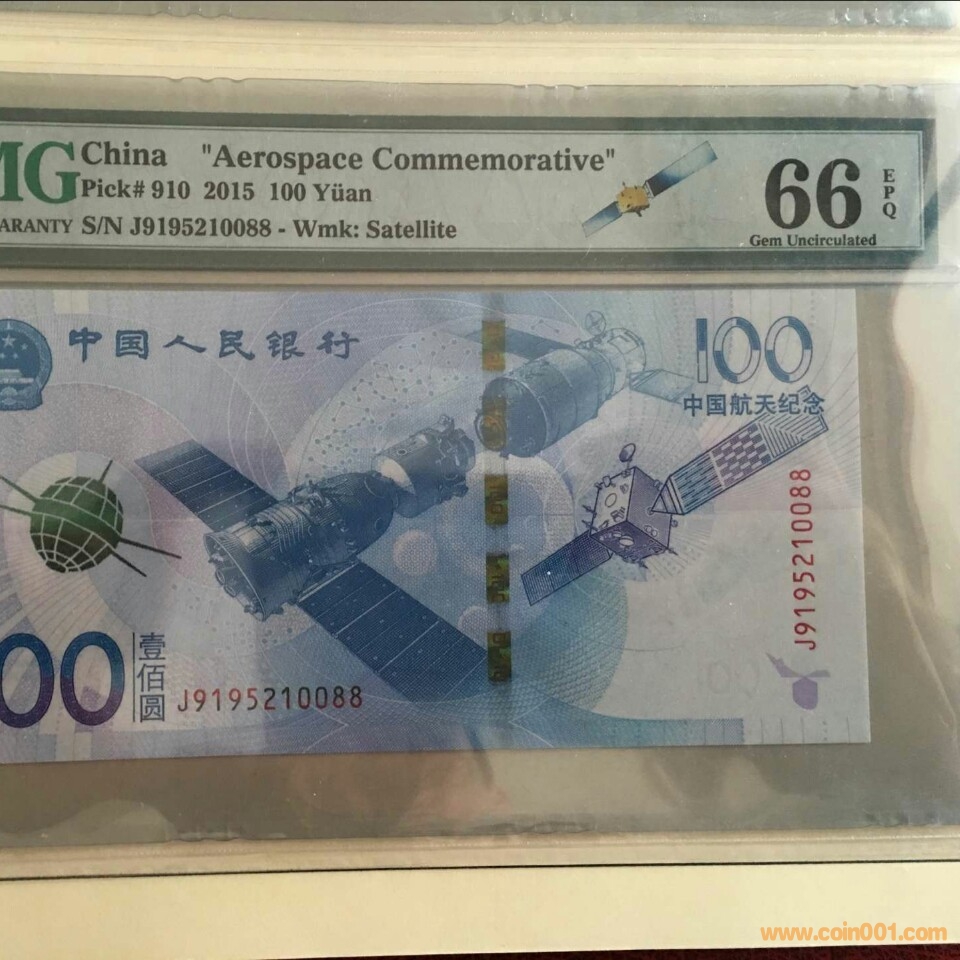 MG
China "Aerospace Commemorative"
Pick# 910 2015 100 Yüan
ARANTY S/N J9195210088 - Wmk: Satellite
66
EPQ
Gem Uncirculated
中国人民银行
100
中国航天纪念
J9195210088
00
壹佰圆
J9195210088
www.coin001.com